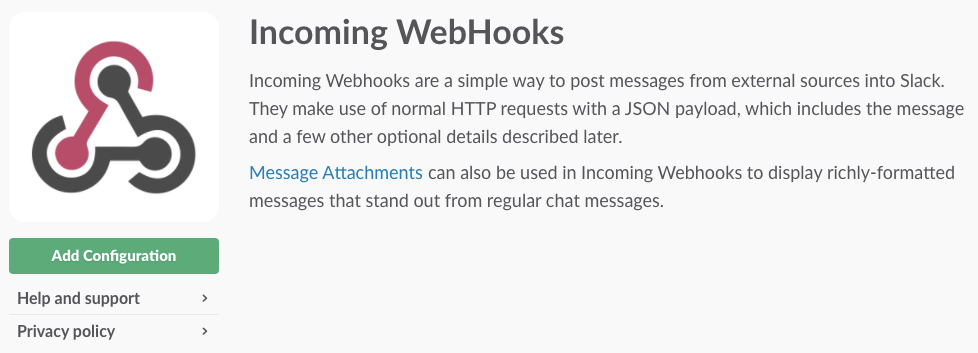 Incoming WebHooks
Incoming Webhooks are a simple way to post messages from external sources into Slack.
They make use of normal HTTP requests with a JSON payload, which includes the message
and a few other optional details described later.
Message Attachments can also be used in Incoming Webhooks to display richly-formatted
messages that stand out from regular chat messages.
Add Configuration
Help and support
Privacy policy